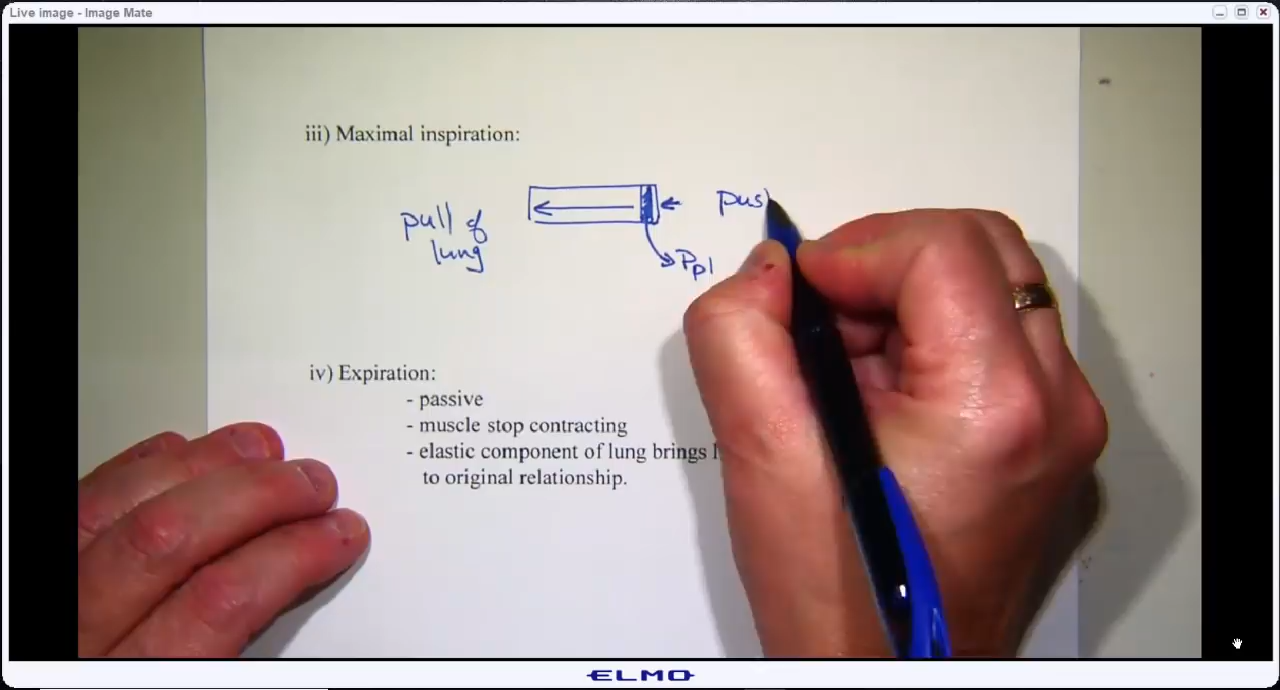 Live image - Image Mate
iii) Maximal inspiration:
pull of
lung
Ppl
iv) Expiration:
- passive
- muscle stop contracting
- elastic component of lung brings
to original relationship.
ELMO